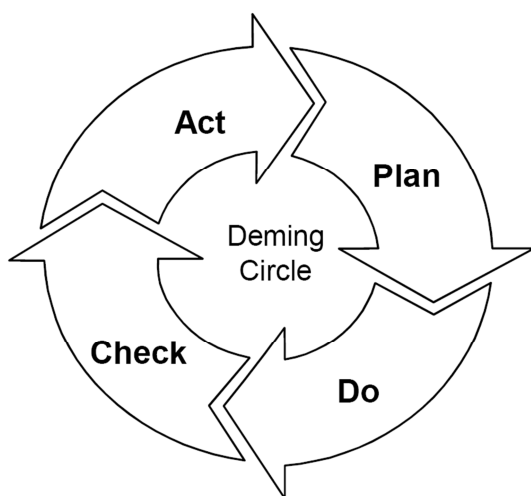 Act
Plan
Deming
Circle
Check
Do